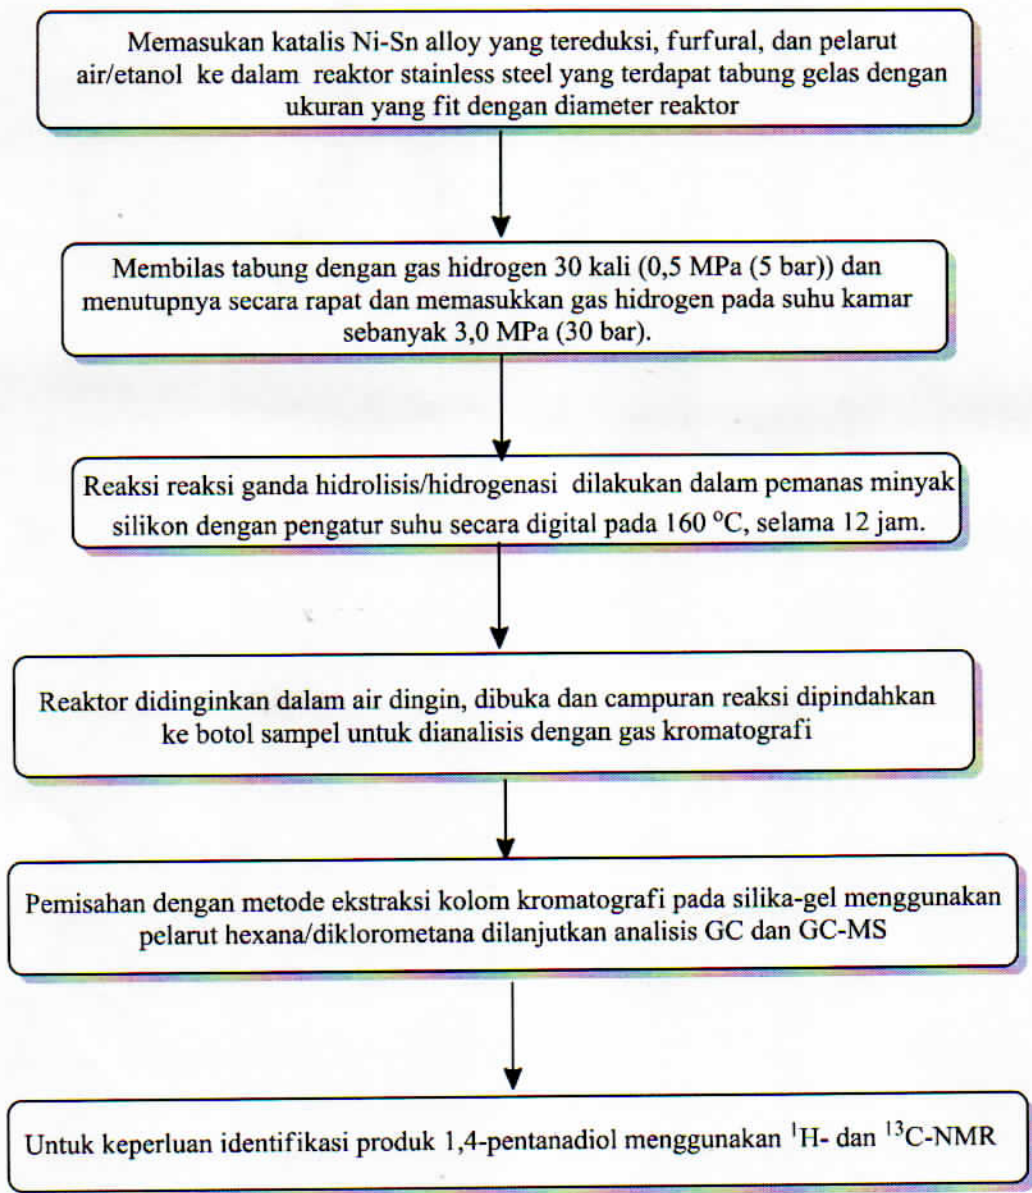 Memasukan katalis Ni-Sn alloy yang tereduksi, furfural, dan pelarut
air/etanol ke dalam reaktor stainless steel yang terdapat tabung gelas dengan
ukuran yang fit dengan diameter reaktor
Membilas tabung dengan gas hidrogen 30 kali (0,5 MPa (5 bar)) dan
menutupnya secara rapat dan memasukkan gas hidrogen pada suhu kamar
sebanyak 3,0 MPa (30 bar).
Reaksi reaksi ganda hidrolisis/hidrogenasi dilakukan dalam pemanas minyak
silikon dengan pengatur suhu secara digital pada 160 °C, selama 12 jam.
Reaktor didinginkan dalam air dingin, dibuka dan campuran reaksi dipindahkan
ke botol sampel untuk dianalisis dengan gas kromatografi
Pemisahan dengan metode ekstraksi kolom kromatografi pada silika-gel menggunakan
pelarut hexana/diklorometana dilanjutkan analisis GC dan GC-MS
Untuk keperluan identifikasi produk 1,4-pentanadiol menggunakan ¹H- dan ¹³C-NMR